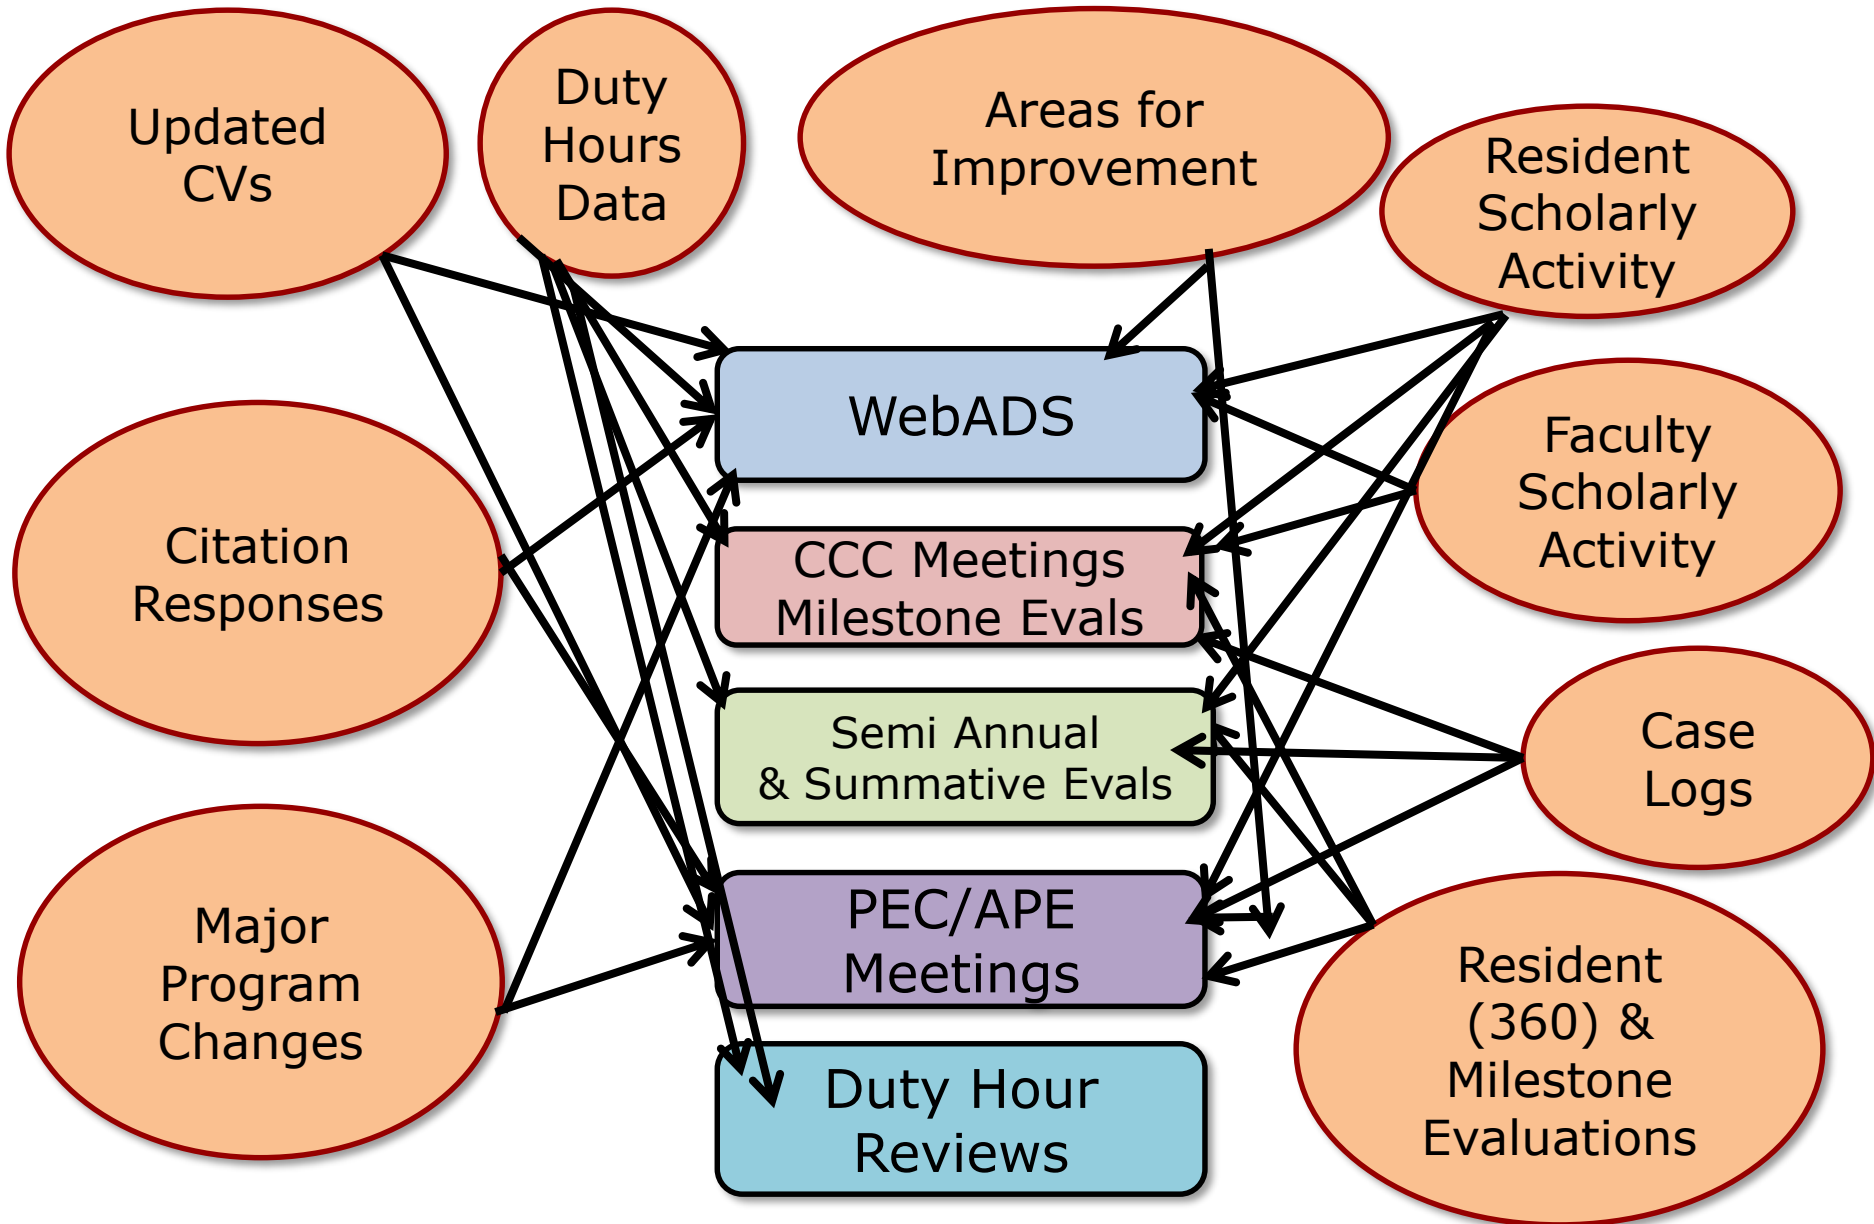 Updated
CVs
Duty
Hours
Data
Areas for
Improvement
Resident
Scholarly
Activity
WebADS
Faculty
Scholarly
Activity
Citation
Responses
CCC Meetings
Milestone Evals
Semi Annual
& Summative Evals
Case
Logs
Major
Program
Changes
PEC/APE
Meetings
Resident
(360) &
Milestone
Evaluations
Duty Hour
Reviews